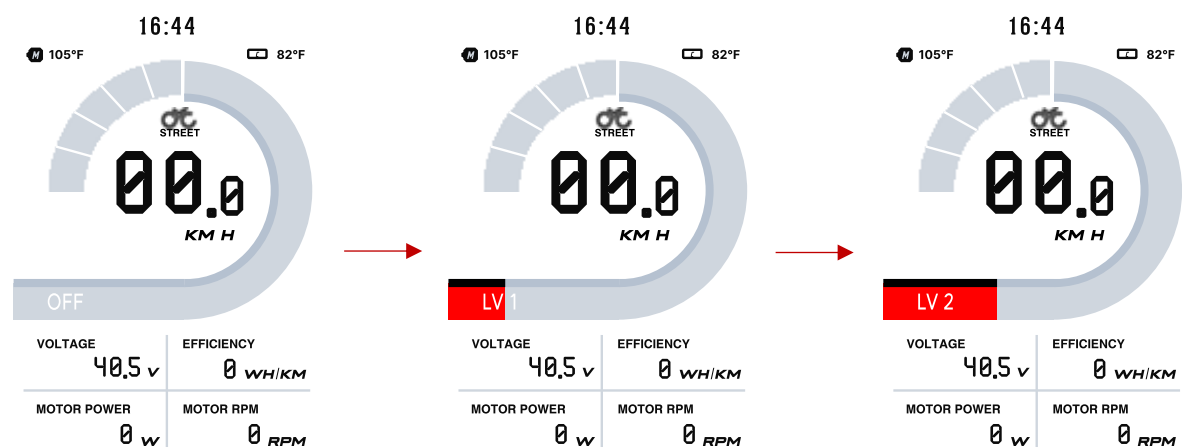 16:44
M 105°F
C 82°F
STREET
00.0
KM H
OFF
VOLTAGE
40.5 V
EFFICIENCY
0 WH/KM
MOTOR POWER
0 W
MOTOR RPM
0 RPM
16:44
M 105°F
C 82°F
STREET
00.0
KM H
LV 1
VOLTAGE
40.5 V
EFFICIENCY
0 WH/KM
MOTOR POWER
0 W
MOTOR RPM
0 RPM
16:44
M 105°F
C 82°F
STREET
00.0
KM H
LV 2
VOLTAGE
40.5 V
EFFICIENCY
0 WH/KM
MOTOR POWER
0 W
MOTOR RPM
0 RPM